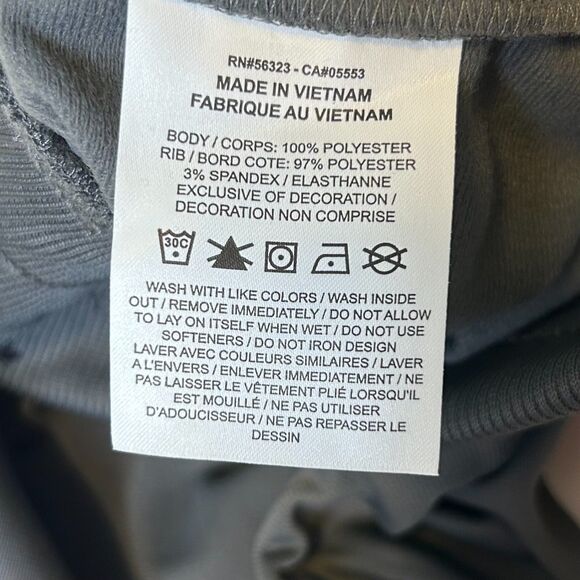 RN#56323 - CA#05553
MADE IN VIETNAM
FABRIQUE AU VIETNAM
BODY / CORPS: 100% POLYESTER
RIB / BORD COTE: 97% POLYESTER
3% SPANDEX / ELASTHANNE
EXCLUSIVE OF DECORATION /
DECORATION NON COMPRISE
30C
WASH WITH LIKE COLORS / WASH INSIDE
OUT / REMOVE IMMEDIATELY / DO NOT ALLOW
TO LAY ON ITSELF WHEN WET / DO NOT USE
SOFTENERS / DO NOT IRON DESIGN
LAVER AVEC COULEURS SIMILAIRES / LAVER
A L'ENVERS / ENLEVER IMMEDIATEMENT / NE
PAS LAISSER LE VÊTEMENT PLIÉ LORSQU'IL
EST MOUILLÉ / NE PAS UTILISER
D'ADOUCISEUR / NE PAS REPASSER LE
DESSIN